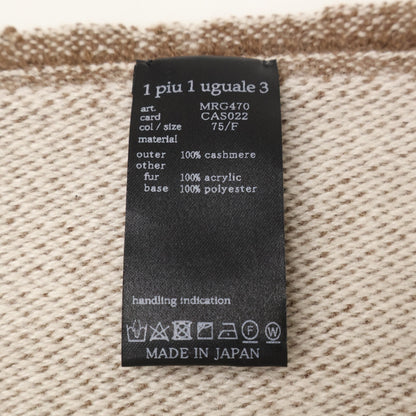 1 piu 1 uguale 3
art. MRG470
card CAS022
col / size 75/F
material
outer 100% cashmere
other
fur 100% acrylic
base 100% polyester
handling indication
F W
MADE IN JAPAN